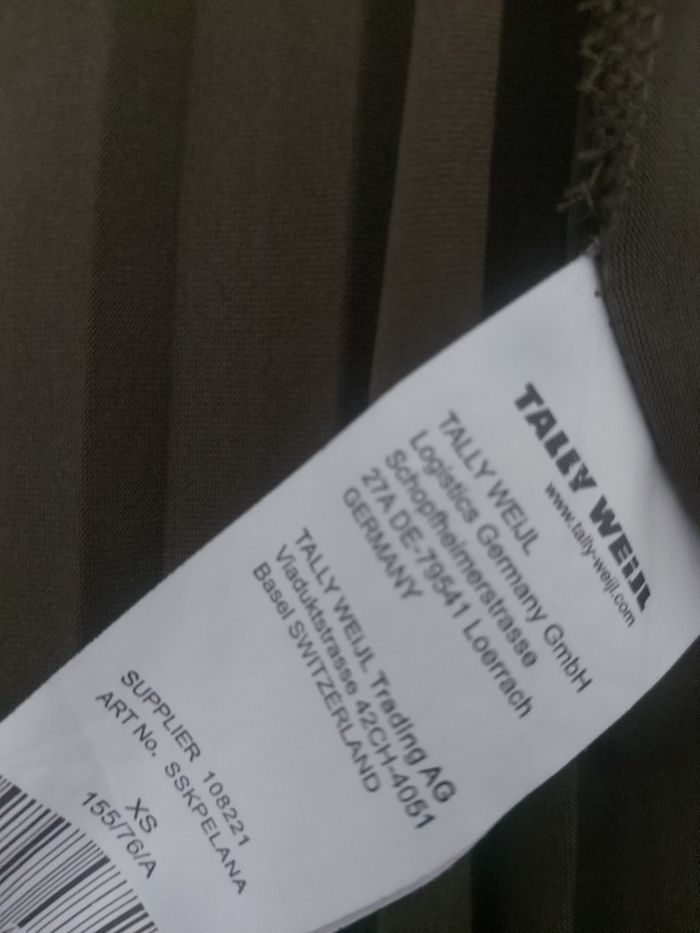 TALLY WEiJL
www.tally-weijl.com
TALLY WEIJL
Logistics Germany GmbH
Schopfheimerstrasse
27A DE-79541 Loerrach
GERMANY
TALLY WEIJL Trading AG
Viaduktstrasse 42CH-4051
Basel SWITZERLAND
SUPPLIER 108221
ART No. SSKPELANA
XS
155/76/A